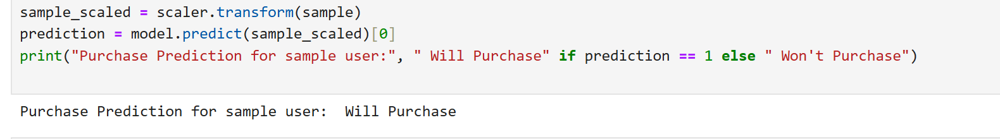 sample_scaled = scaler.transform(sample)
prediction = model.predict(sample_scaled)[0]
print("Purchase Prediction for sample user:", " Will Purchase" if prediction == 1 else " Won't Purchase")
Purchase Prediction for sample user:  Will Purchase